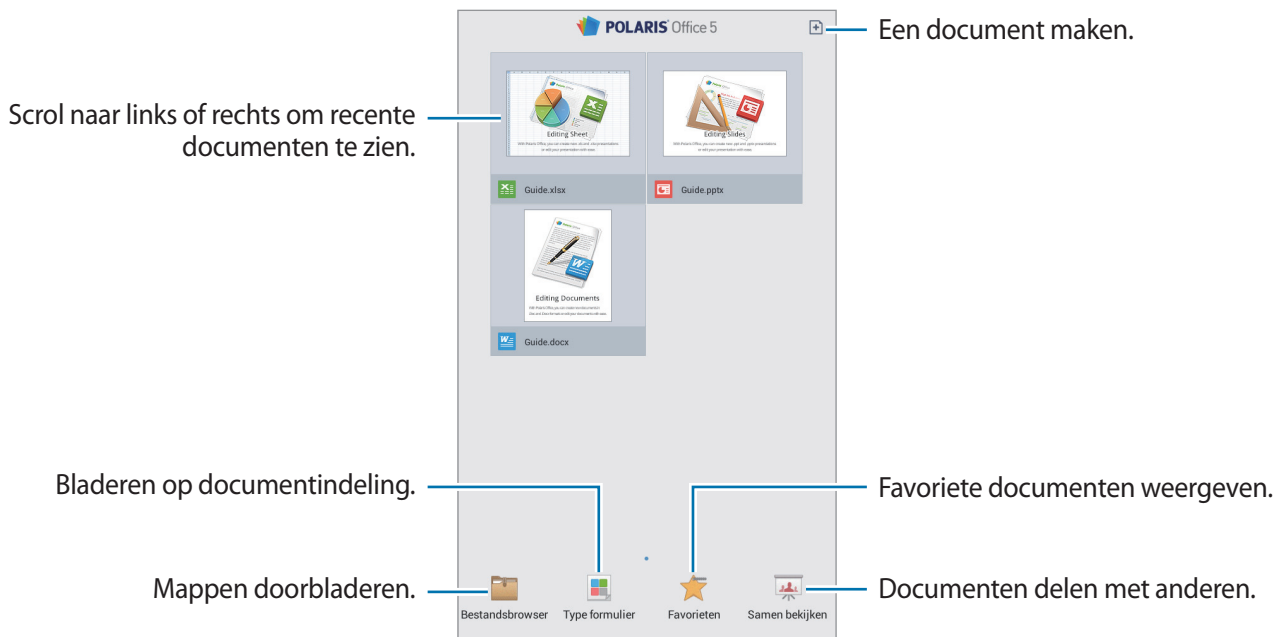 POLARIS Office 5
Een document maken.
Scrol naar links of rechts om recente
documenten te zien.
Editing Sheet
Editing Slides
Guide.xlsx
Guide.pptx
Editing Documents
Guide.docx
Bladeren op documentindeling.
Favoriete documenten weergeven.
Mappen doorbladeren.
Documenten delen met anderen.
Bestandsbrowser
Type formulier
Favorieten
Samen bekijken